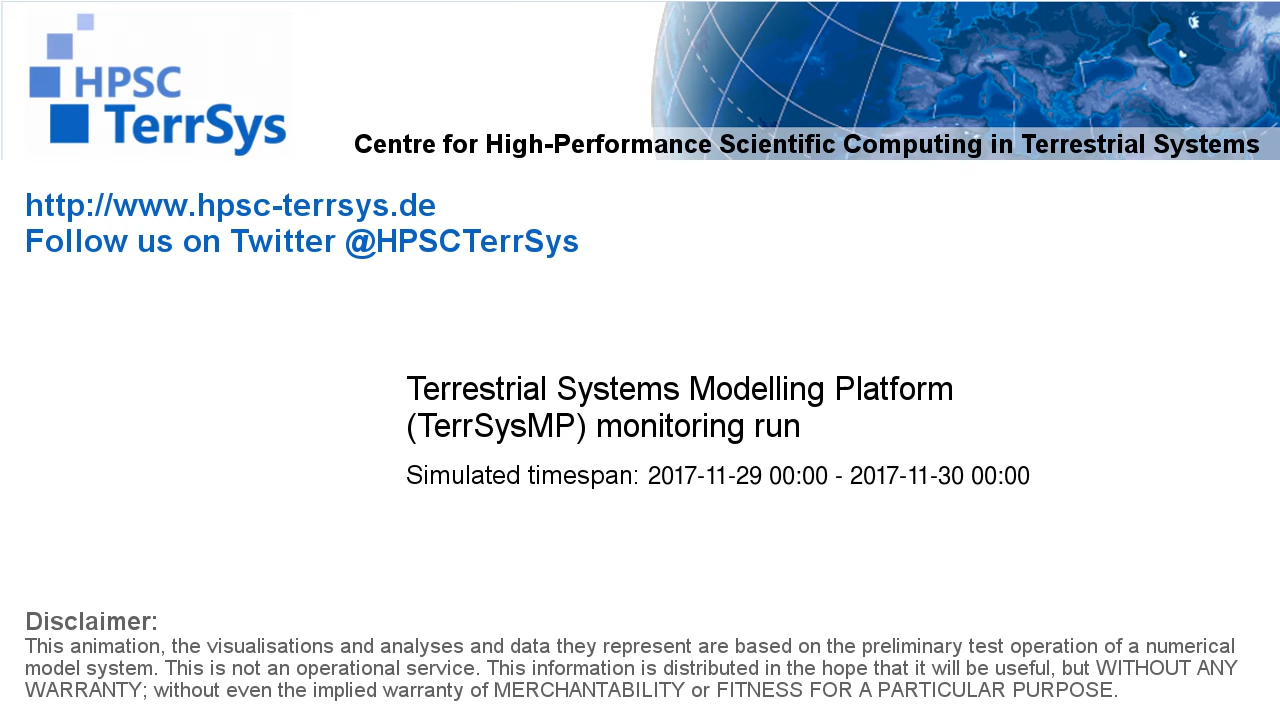 HPSC
TerrSys
Centre for High-Performance Scientific Computing in Terrestrial Systems
http://www.hpsc-terrsys.de
Follow us on Twitter @HPSCTerrSys
Terrestrial Systems Modelling Platform
(TerrSysMP) monitoring run
Simulated timespan: 2017-11-29 00:00 - 2017-11-30 00:00
Disclaimer:
This animation, the visualisations and analyses and data they represent are based on the preliminary test operation of a numerical
model system. This is not an operational service. This information is distributed in the hope that it will be useful, but WITHOUT ANY
WARRANTY; without even the implied warranty of MERCHANTABILITY or FITNESS FOR A PARTICULAR PURPOSE.